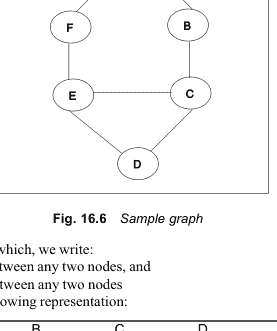 F
B
E
C
D
Fig. 16.6 Sample graph
which, we write:
tween any two nodes, and
tween any two nodes
owing representation:
B C D